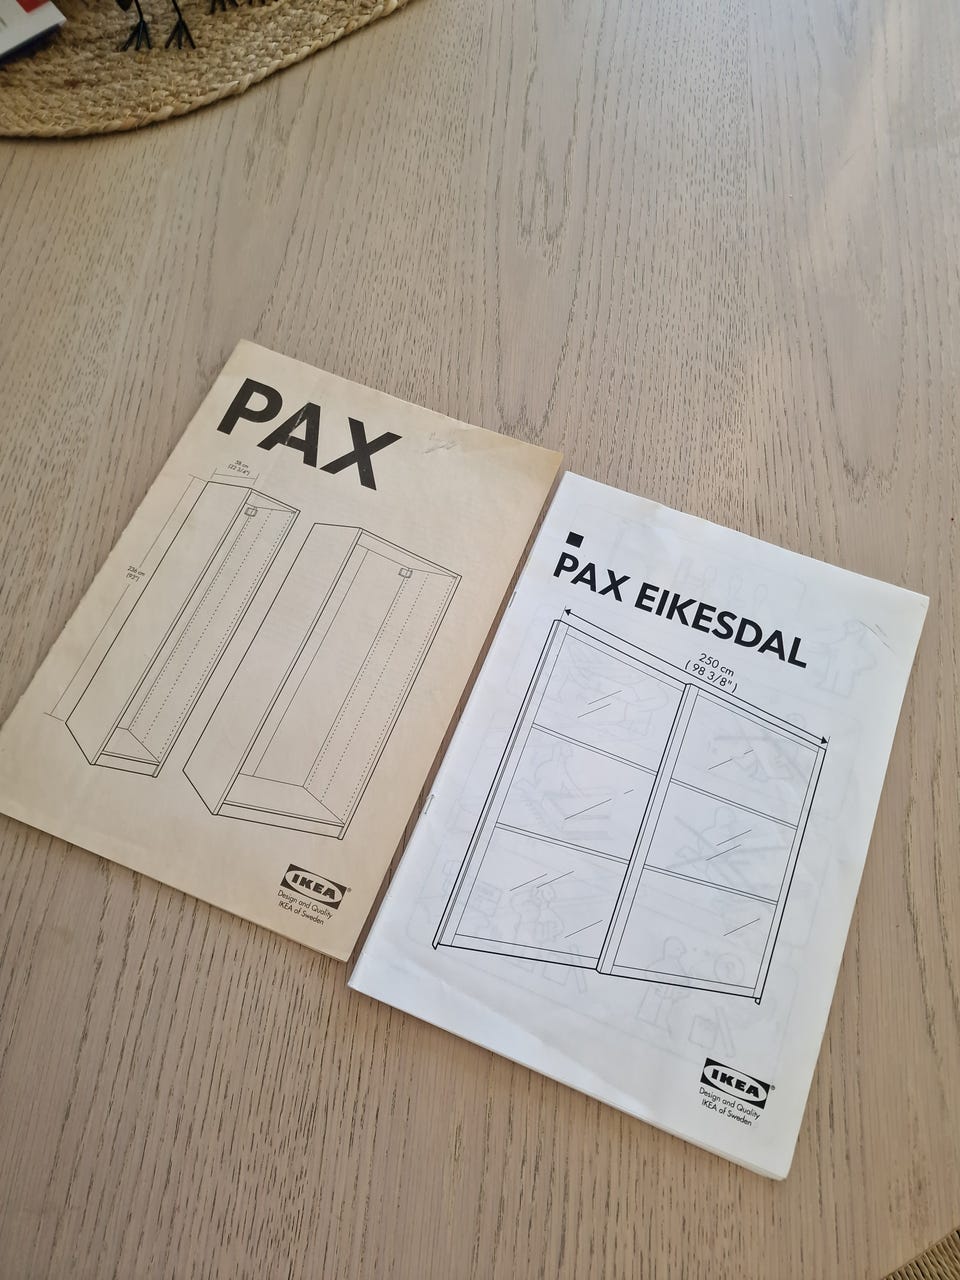 PAX
58 cm
(22 3/4")
236 cm
(93")
IKEA®
Design and Quality
IKEA of Sweden
PAX EIKESDAL
250 cm
( 98 3/8" )
IKEA®
Design and Quality
IKEA of Sweden